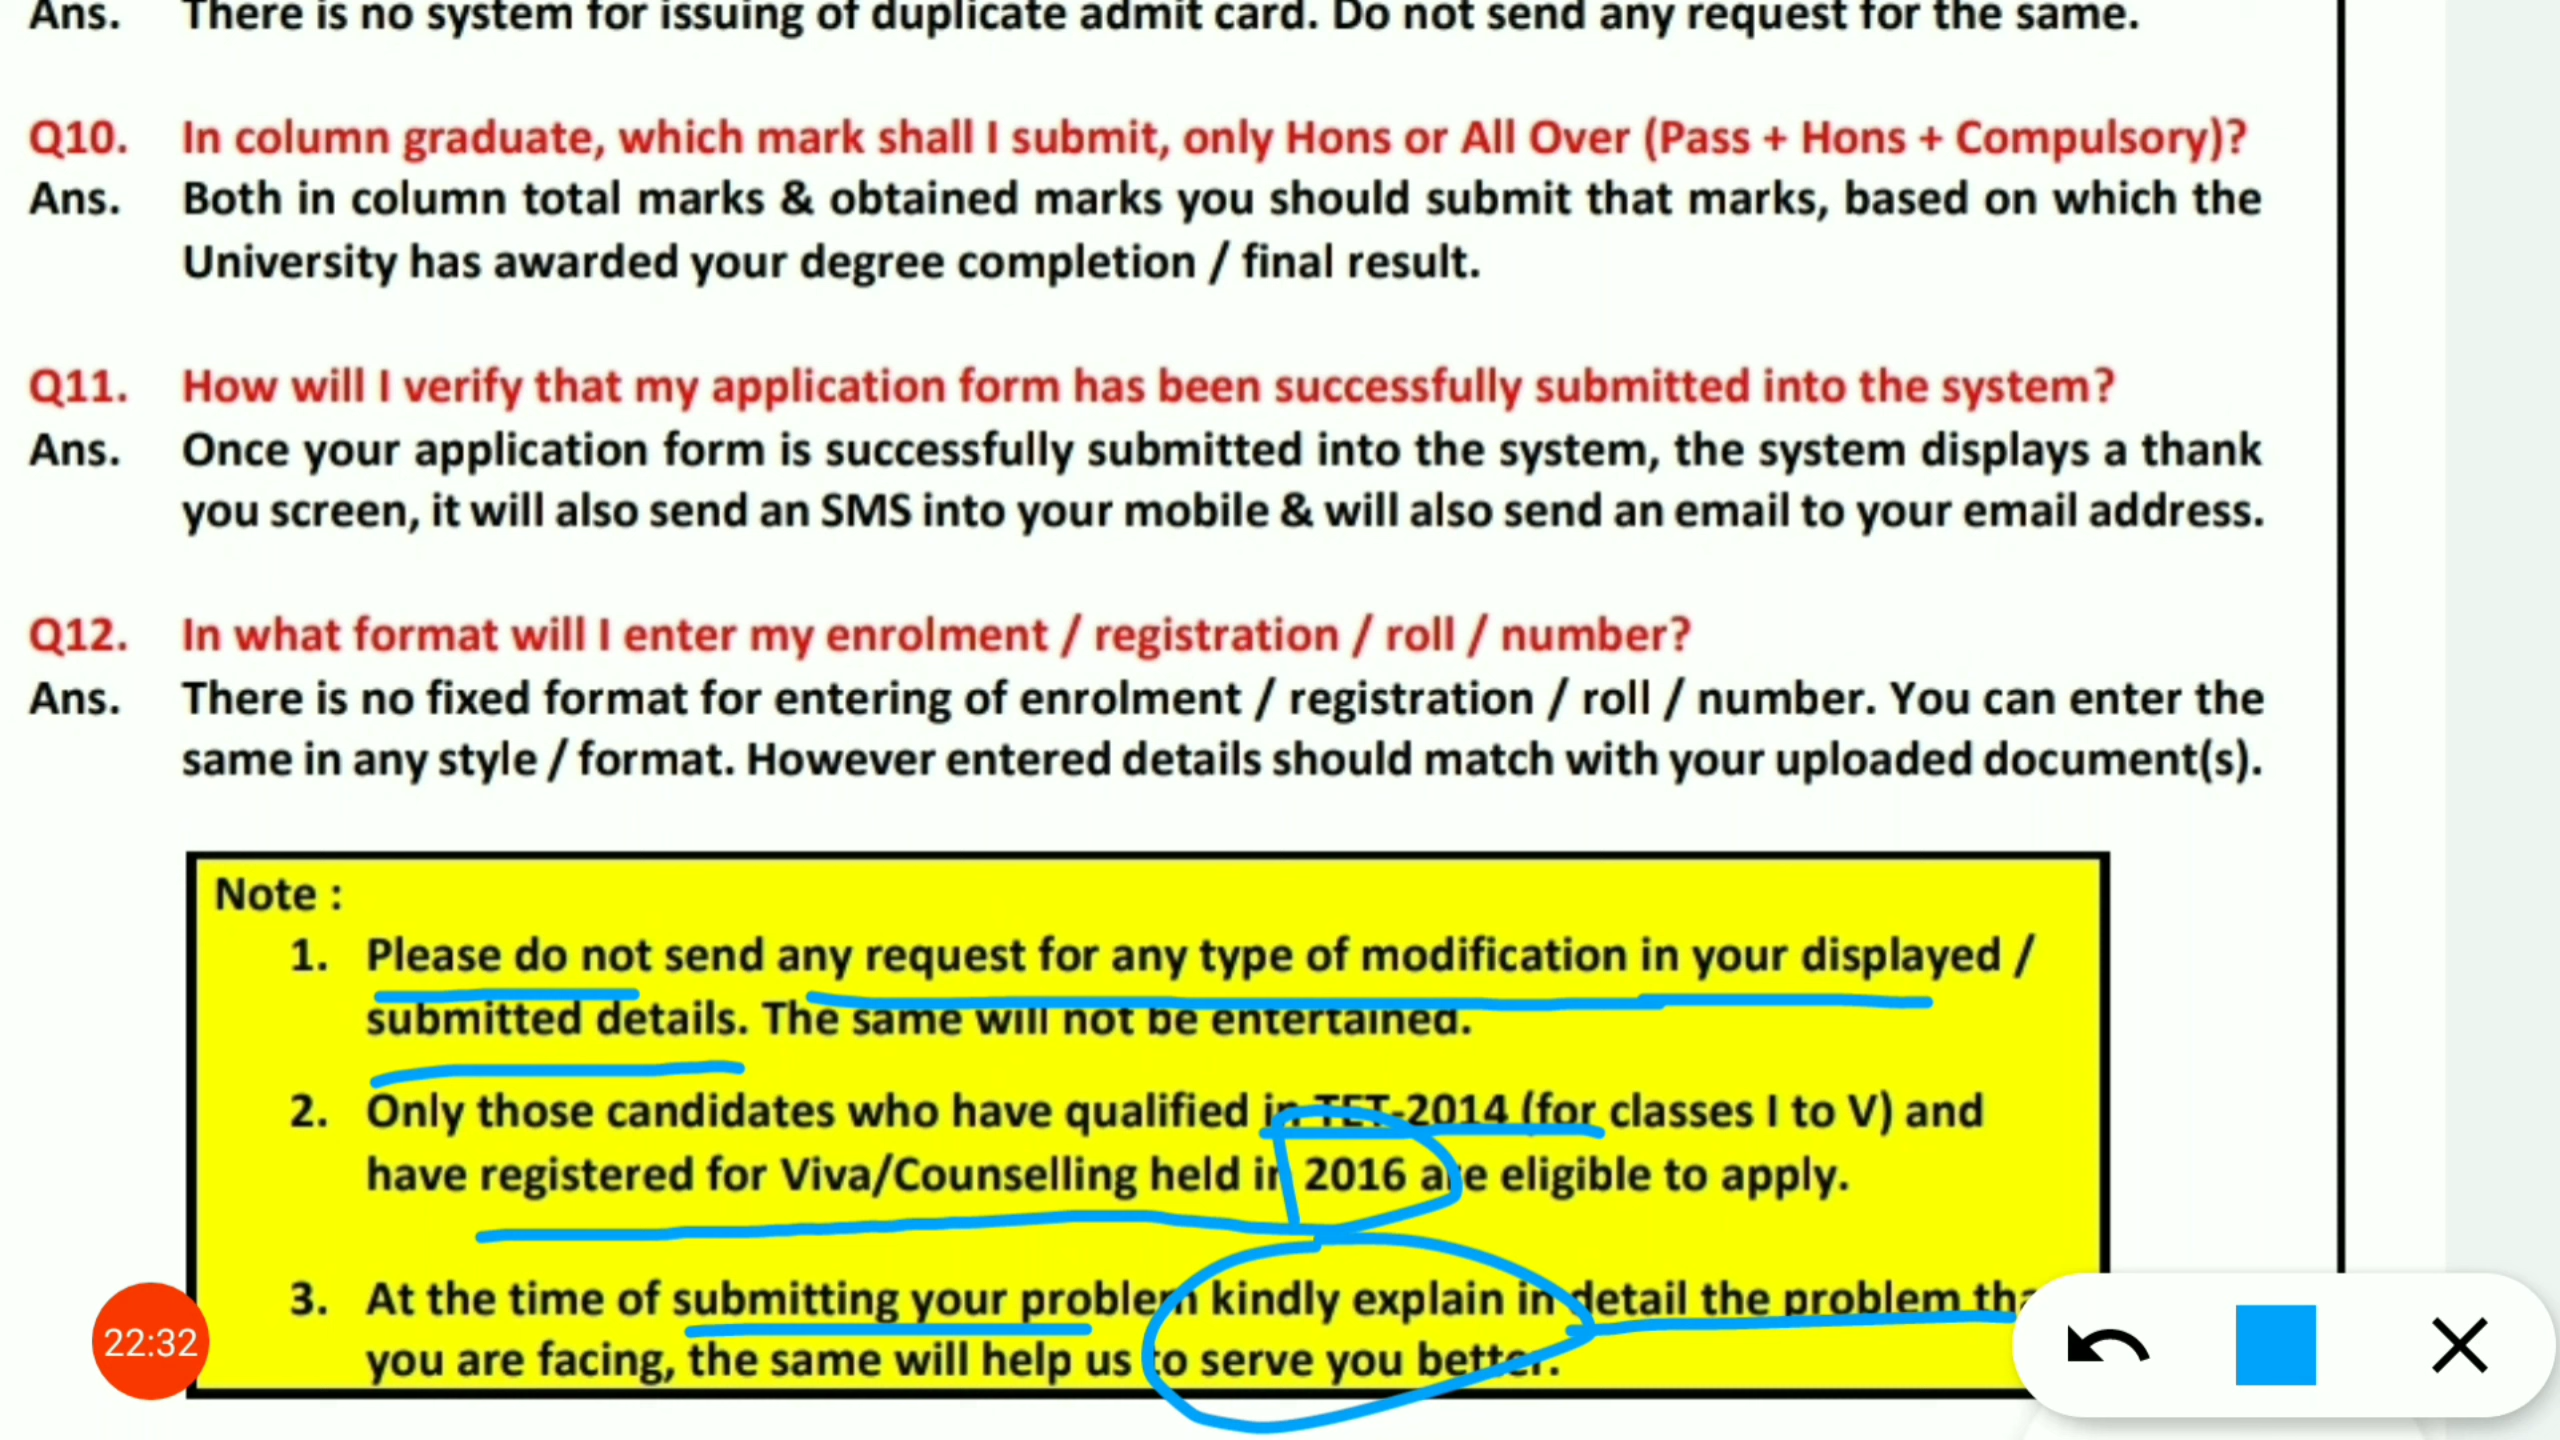 Ans. There is no system for issuing of duplicate admit card. Do not send any request for the same.
Q10. In column graduate, which mark shall I submit, only Hons or All Over (Pass + Hons + Compulsory)?
Ans. Both in column total marks & obtained marks you should submit that marks, based on which the
University has awarded your degree completion / final result.
Q11. How will I verify that my application form has been successfully submitted into the system?
Ans. Once your application form is successfully submitted into the system, the system displays a thank
you screen, it will also send an SMS into your mobile & will also send an email to your email address.
Q12. In what format will I enter my enrolment / registration / roll / number?
Ans. There is no fixed format for entering of enrolment / registration / roll / number. You can enter the
same in any style / format. However entered details should match with your uploaded document(s).
Note :
1. Please do not send any request for any type of modification in your displayed /
submitted details. The same will not be entertained.
2. Only those candidates who have qualified in TET-2014 (for classes I to V) and
have registered for Viva/Counselling held in 2016 are eligible to apply.
3. At the time of submitting your problem kindly explain in detail the problem
you are facing, the same will help us to serve you better.
22:32